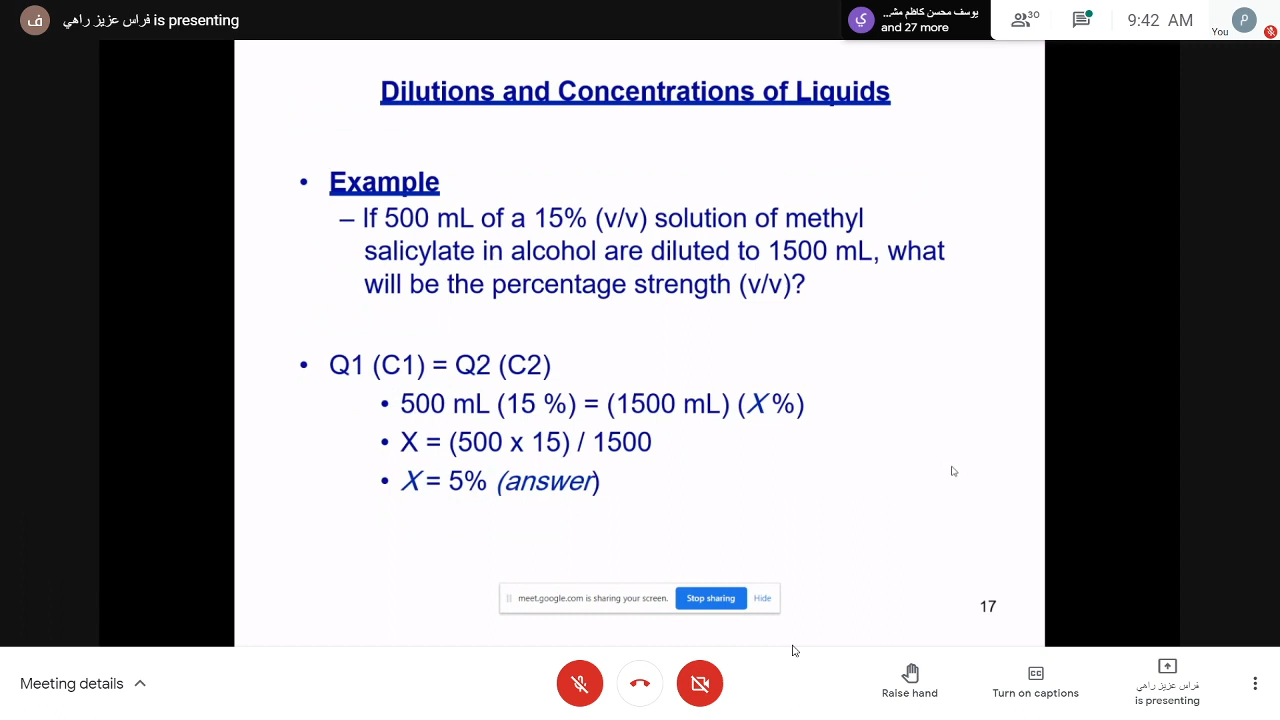 ف
فراس عزيز راهي is presenting
ي
يوسف محسن كاظم مشـ...
and 27 more
30
9:42 AM
You
م
Dilutions and Concentrations of Liquids
• Example
– If 500 mL of a 15% (v/v) solution of methyl
salicylate in alcohol are diluted to 1500 mL, what
will be the percentage strength (v/v)?
• Q1 (C1) = Q2 (C2)
• 500 mL (15 %) = (1500 mL) (X %)
• X = (500 x 15) / 1500
• X = 5% (answer)
meet.google.com is sharing your screen. Stop sharing Hide
17
Meeting details
Raise hand
CC
Turn on captions
فراس عزيز راهي
is presenting